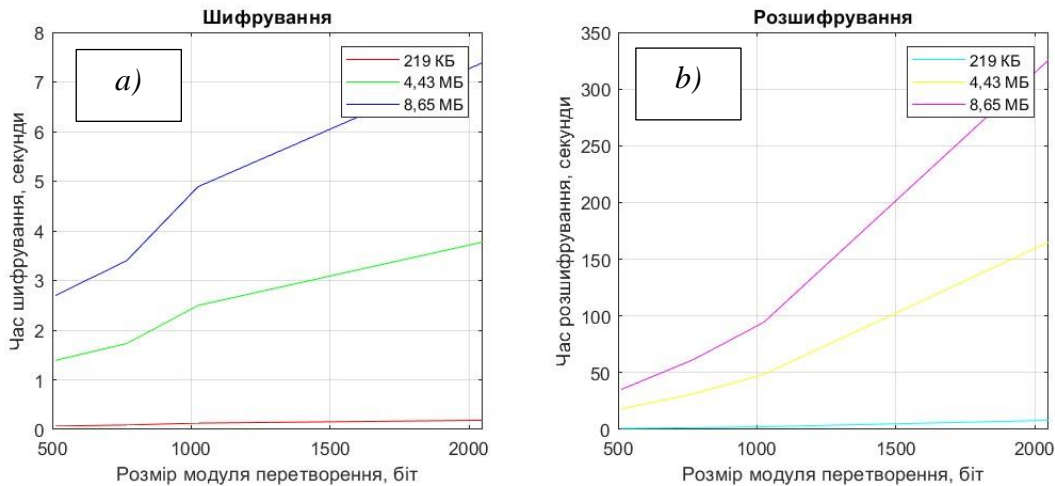 Шифрування
8
7
6
5
4
3
2
1
0
Час шифрування, секунди
a)
219 КБ
4,43 МБ
8,65 МБ
500
1000
1500
2000
Розмір модуля перетворення, біт
Розшифрування
350
300
250
200
150
100
50
0
Час розшифрування, секунди
b)
219 КБ
4,43 МБ
8,65 МБ
500
1000
1500
2000
Розмір модуля перетворення, біт